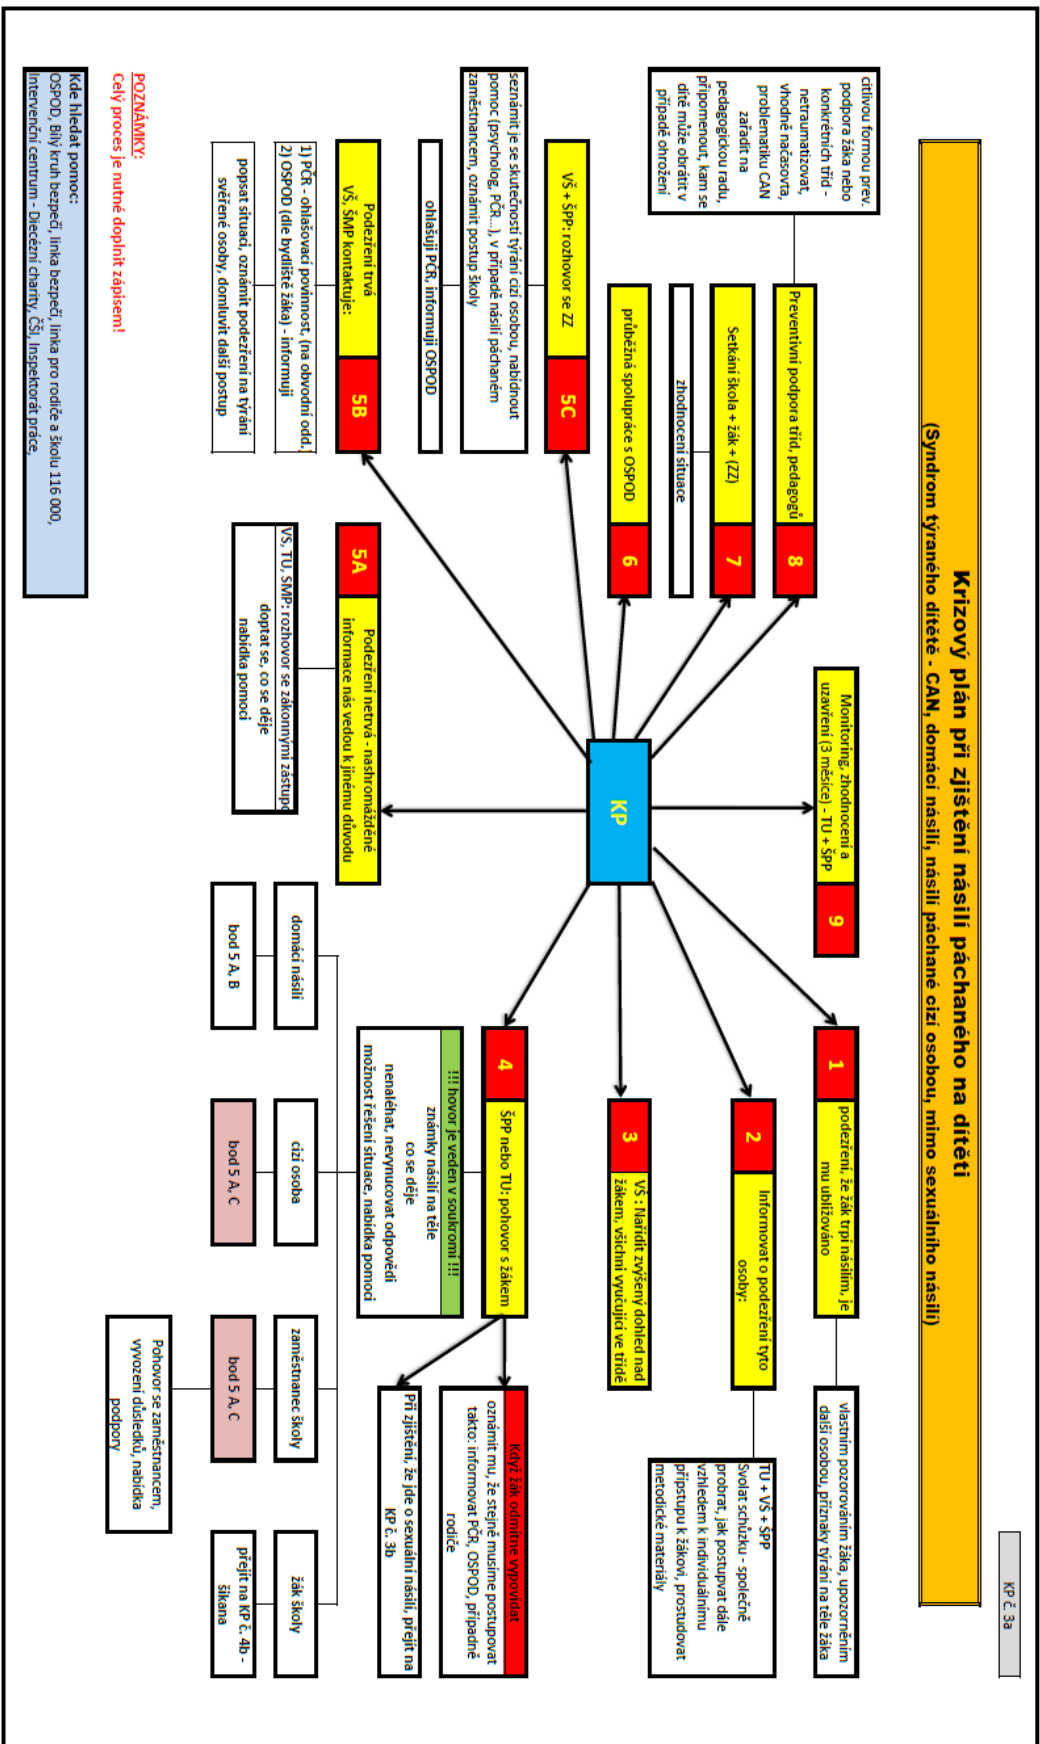 KP č. 3a
Krizový plán při zjištění násilí páchaného na dítěti
(Syndrom týraného dítětě - CAN, domácí násilí, násilí páchané cizí osobou, mimo sexuálního násilí)
KP
1
podezření, že žák trpí násilím, je
mu ubližováno
vlastním pozorováním žáka, upozorněním
další osobou, příznaky týrání na těle žáka
2
Informovat o podezření tyto
osoby:
TU + VŠ + ŠPP
Svolat schůzku - společně
probrat, jak postupvat dále
vzhledem k individuálnímu
přípstupu k žákovi, prostudovat
metodické materiály
3
VŠ : Nařídit zvýšený dohled nad
žákem, všichni vyučující ve třídě
4
ŠPP nebo TU: pohovor s žákem
!!! hovor je veden v soukromí !!!
známky násilí na těle
co se děje
nenaléhat, nevynucovat odpovědi
možnost řešení situace, nabídka pomoci
Když žák odmítne vypovídat
oznámit mu, že stejně musíme postupovat
takto: informovat PČR, OSPOD, případně
rodiče
Při zjištění, že jde o sexuální násilí, přejít na
KP č. 3b
domácí násilí
bod 5 A, B
cizí osoba
bod 5 A, C
zaměstnanec školy
bod 5 A, C
Pohovor se zaměstnancem,
vyvození důsledků, nabídka
podpory
žák školy
přejít na KP č. 4b -
šikana
5A
Podezření netrvá - nashromážděné
informace nás vedou k jinému důvodu
VŠ, TU, ŠMP: rozhovor se zákonnými zástupc
doptat se, co se děje
nabídka pomoci
Podezření trvá
VŠ, ŠMP kontaktuje:
5B
1) PČR - ohlašovací povinnost, (na obvodní odd.)
2) OSPOD (dle bydliště žáka) - informuji
popsat situaci, oznámit podezření na týrání
svěřené osoby, domluvit další postup
VŠ + ŠPP: rozhovor se ZZ
5C
seznámit je se skutečností týrání cizí osobou, nabídnout
pomoc (psycholog, PČR...), v případě násilí páchaném
zaměstnancem, oznámit postup školy
ohlašuji PČR, informuji OSPOD
průběžná spolupráce s OSPOD
6
Setkání škola + žák + (ZZ)
7
zhodnocení situace
Preventivní podpora tříd, pedagogů
8
citlivou formou prev.
podpora žáka nebo
konkrétních tříd -
netraumatizovat,
vhodně načasovta,
problematiku CAN
zařadit na
pedagogickou radu,
připomenout, kam se
dítě může obrátit v
případě ohrožení
Monitoring, zhodnocení a
uzavření (3 měsíce) - TU + ŠPP
9
POZNÁMKY:
Celý proces je nutné doplnit zápisem!
Kde hledat pomoc:
OSPOD, Bílý kruh bezpečí, linka bezpečí, linka pro rodiče a školu 116 000,
Intervenční centrum - Diecézní charity, ČŠI, Inspektorát práce,